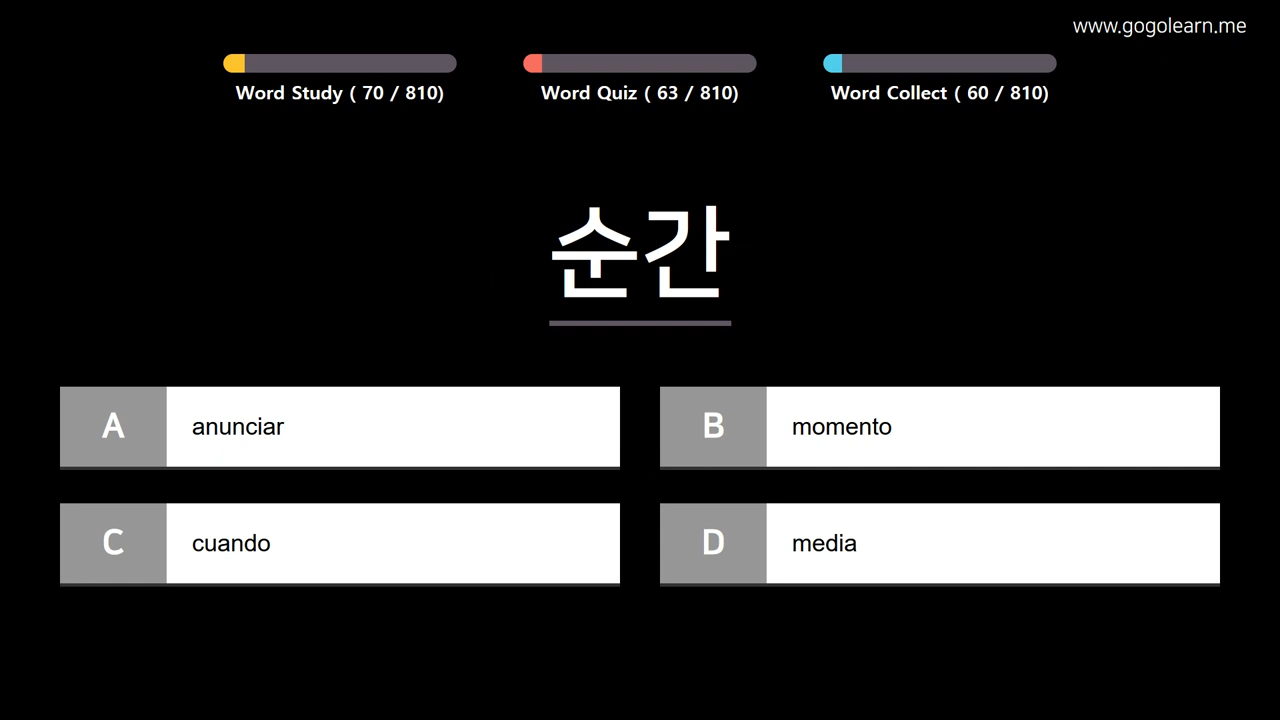 www.gogolearn.me
Word Study ( 70 / 810)
Word Quiz ( 63 / 810)
Word Collect ( 60 / 810)
순간
A
anunciar
B
momento
C
cuando
D
media